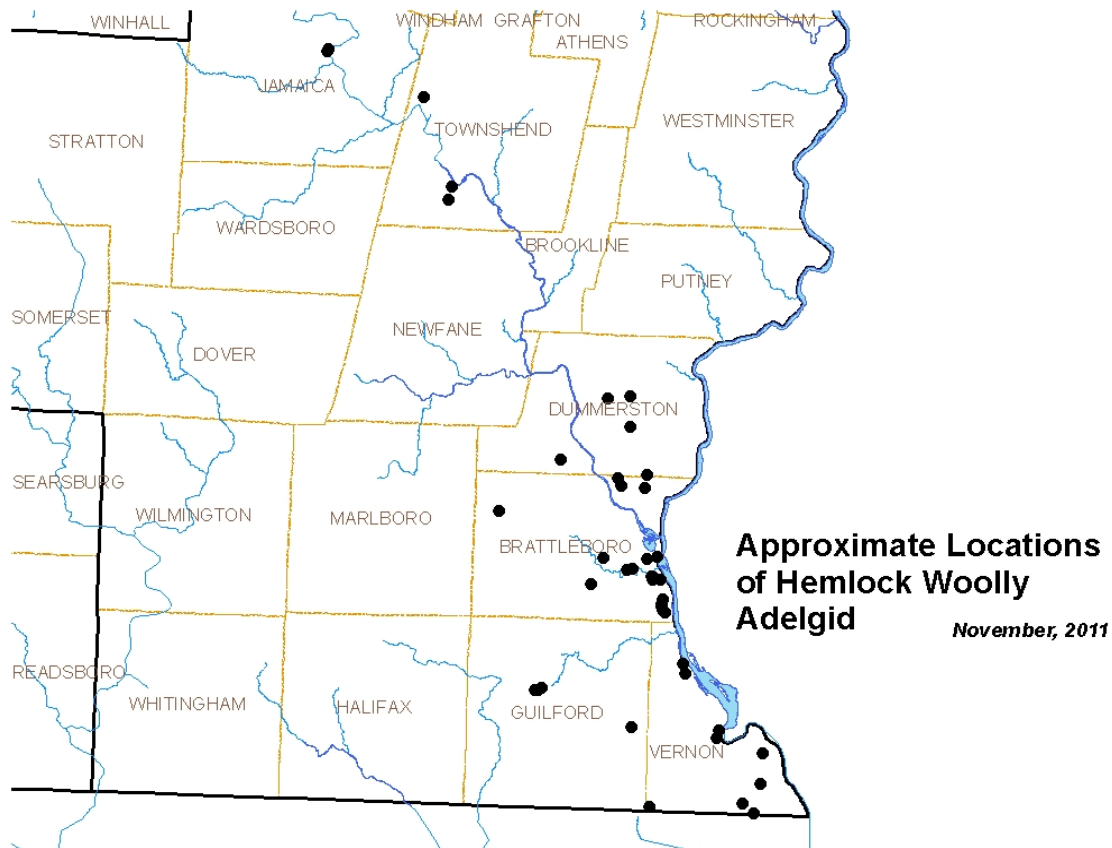 WINHALL
WINDHAM GRAFTON
ROCKINGHAM
ATHENS
JAMAICA
WESTMINSTER
TOWNSHEND
STRATTON
WARDSBORO
BROOKLINE
PUTNEY
SOMERSET
NEWFANE
DOVER
DUMMERSTON
SEARSBURG
WILMINGTON
MARLBORO
BRATTLEBORO
Approximate Locations
of Hemlock Woolly
Adelgid
November, 2011
READSBORO
WHITINGHAM
HALIFAX
GUILFORD
VERNON